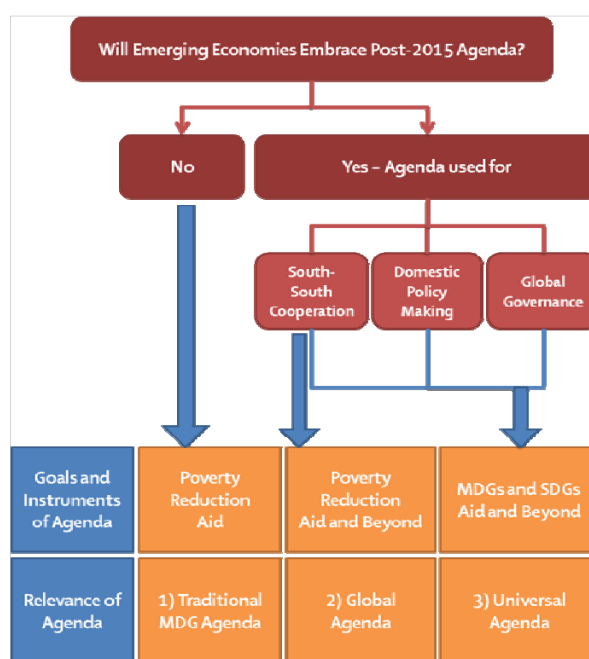 Will Emerging Economies Embrace Post-2015 Agenda?
No
Yes – Agenda used for
South-
South
Cooperation
Domestic
Policy
Making
Global
Governance
Goals and
Instruments
of Agenda
Poverty
Reduction
Aid
Poverty
Reduction
Aid and Beyond
MDGs and SDGs
Aid and Beyond
Relevance of
Agenda
1) Traditional
MDG Agenda
2) Global
Agenda
3) Universal
Agenda